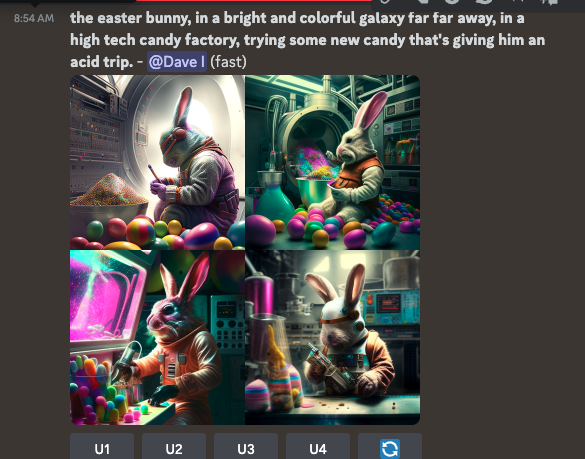 8:54 AM the easter bunny, in a bright and colorful galaxy far far away, in a
high tech candy factory, trying some new candy that's giving him an
acid trip. - @Dave I (fast)
U1 U2 U3 U4